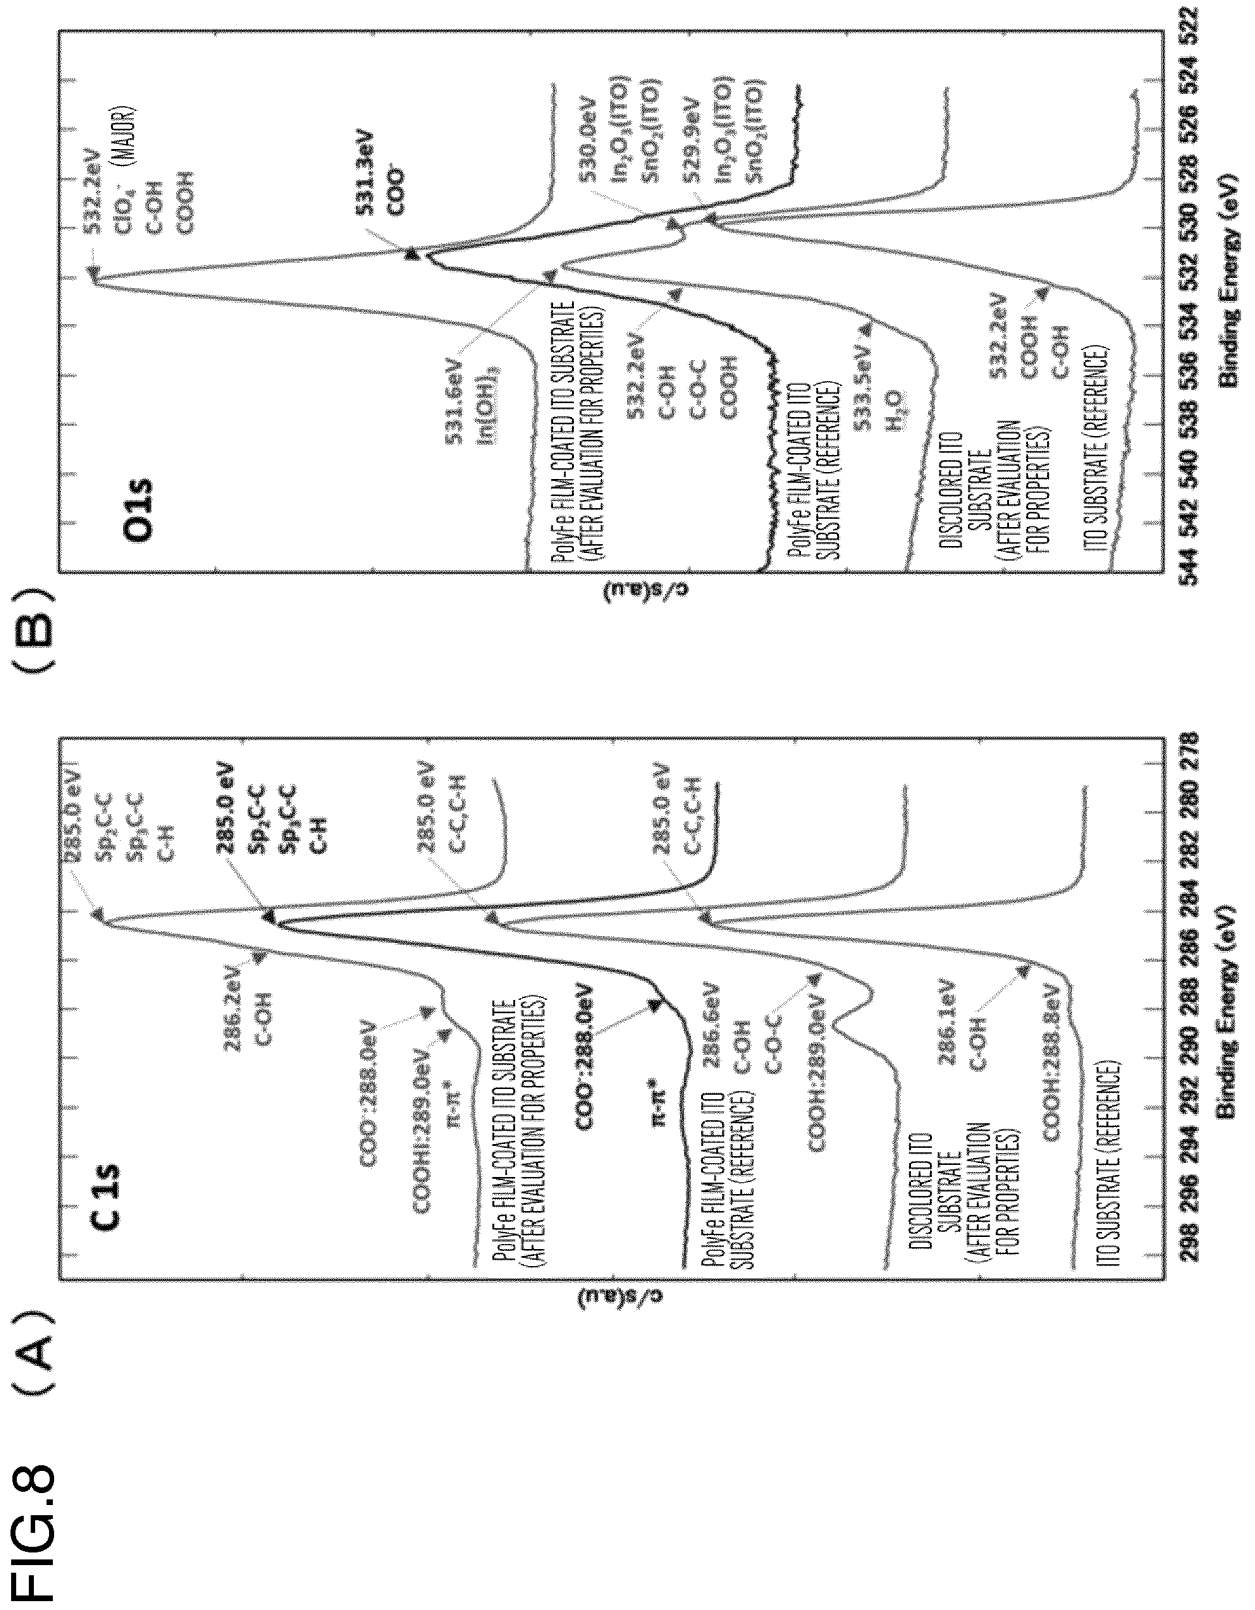 FIG.8
(A)
C 1s
285.0 eV
Sp2C-C
Sp3C-C
C-H
286.2eV
C-OH
COO-:288.0eV
COOHI:289.0eV
π-π*
PolyFe FILM-COATED ITO SUBSTRATE
(AFTER EVALUATION FOR PROPERTIES)
285.0 eV
Sp2C-C
Sp3C-C
C-H
COO-:288.0eV
π-π*
PolyFe FILM-COATED ITO
SUBSTRATE (REFERENCE)
285.0 eV
C-C,C-H
286.6eV
C-OH
C-O-C
COOH:289.0eV
DISCOLORED ITO
SUBSTRATE
(AFTER EVALUATION
FOR PROPERTIES)
285.0 eV
C-C,C-H
286.1eV
C-OH
COOH:288.8eV
ITO SUBSTRATE (REFERENCE)
c/s(a.u)
298 296 294 292 290 288 286 284 282 280 278
Binding Energy (eV)
(B)
O1s
532.2eV
ClO4- (MAJOR)
C-OH
COOH
531.3eV
COO-
531.6eV
In(OH)3
PolyFe FILM-COATED ITO SUBSTRATE
(AFTER EVALUATION FOR PROPERTIES)
530.0eV
In2O3(ITO)
SnO2(ITO)
532.2eV
C-OH
C-O-C
COOH
529.9eV
In2O3(ITO)
SnO2(ITO)
PolyFe FILM-COATED ITO
SUBSTRATE (REFERENCE)
533.5eV
H2O
DISCOLORED ITO
SUBSTRATE
(AFTER EVALUATION
FOR PROPERTIES)
532.2eV
COOH
C-OH
ITO SUBSTRATE (REFERENCE)
c/s(a.u)
544 542 540 538 536 534 532 530 528 526 524 522
Binding Energy (eV)